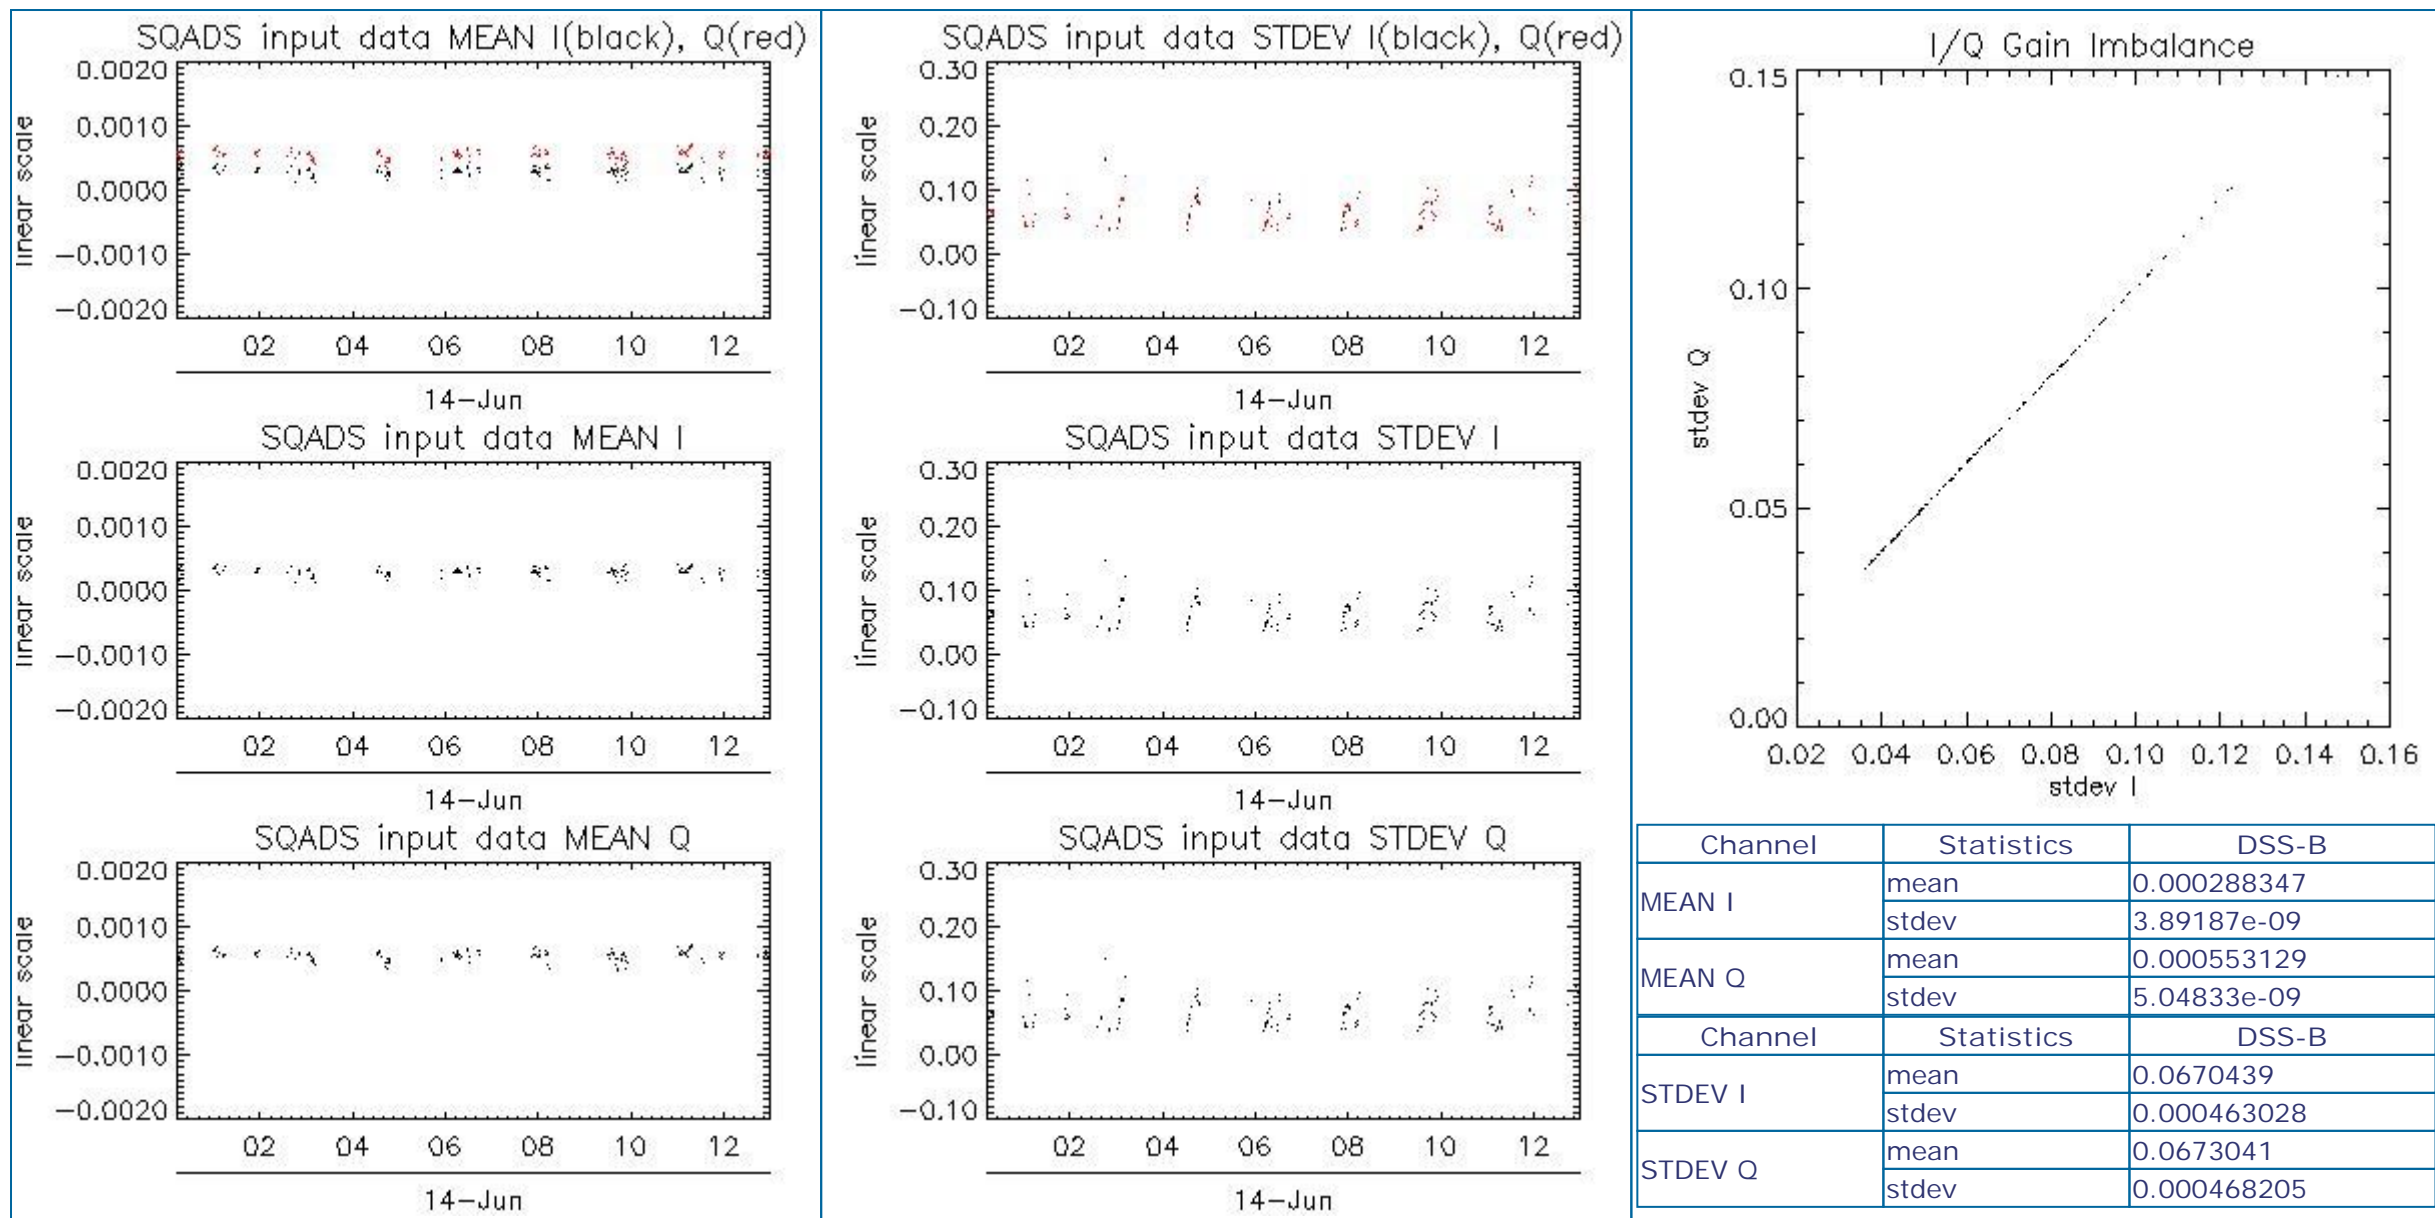 SQADS input data MEAN I(black), Q(red)
0.0020
0.0010
0.0000
-0.0010
-0.0020
linear scale
02 04 06 08 10 12
14-Jun
SQADS input data MEAN I
0.0020
0.0010
0.0000
-0.0010
-0.0020
linear scale
02 04 06 08 10 12
14-Jun
SQADS input data MEAN Q
0.0020
0.0010
0.0000
-0.0010
-0.0020
linear scale
02 04 06 08 10 12
14-Jun
SQADS input data STDEV I(black), Q(red)
0.30
0.20
0.10
0.00
-0.10
linear scale
02 04 06 08 10 12
14-Jun
SQADS input data STDEV I
0.30
0.20
0.10
0.00
-0.10
linear scale
02 04 06 08 10 12
14-Jun
SQADS input data STDEV Q
0.30
0.20
0.10
0.00
-0.10
linear scale
02 04 06 08 10 12
14-Jun
I/Q Gain Imbalance
0.15
0.10
0.05
0.00
stdev Q
0.02 0.04 0.06 0.08 0.10 0.12 0.14 0.16
stdev I
Channel Statistics DSS-B
MEAN I mean 0.000288347
stdev 3.89187e-09
MEAN Q mean 0.000553129
stdev 5.04833e-09
Channel Statistics DSS-B
STDEV I mean 0.0670439
stdev 0.000463028
STDEV Q mean 0.0673041
stdev 0.000468205